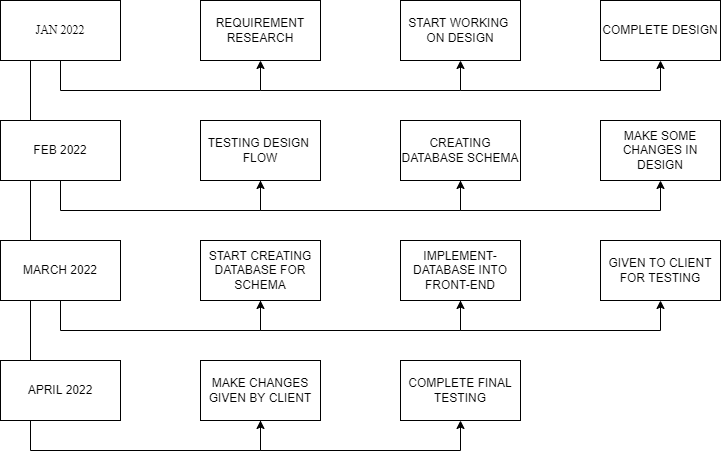 JAN 2022
REQUIREMENT
RESEARCH
START WORKING
ON DESIGN
COMPLETE DESIGN
FEB 2022
TESTING DESIGN
FLOW
CREATING
DATABASE SCHEMA
MAKE SOME
CHANGES IN
DESIGN
MARCH 2022
START CREATING
DATABASE FOR
SCHEMA
IMPLEMENT-
DATABASE INTO
FRONT-END
GIVEN TO CLIENT
FOR TESTING
APRIL 2022
MAKE CHANGES
GIVEN BY CLIENT
COMPLETE FINAL
TESTING